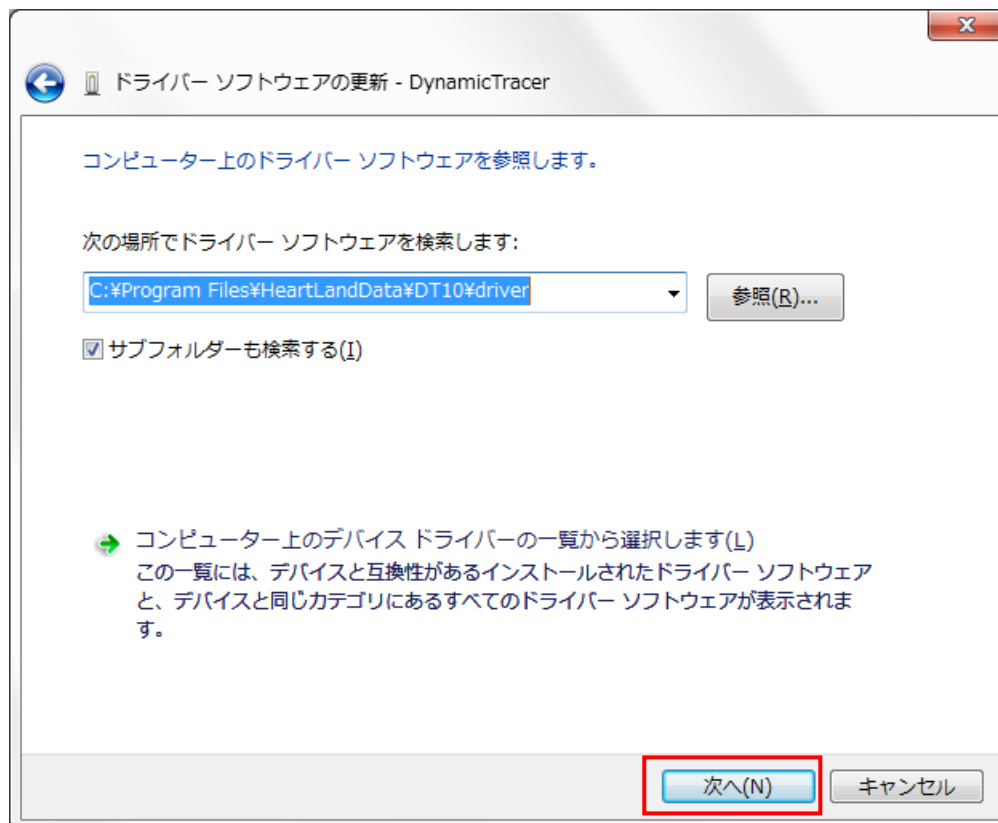 ドライバー ソフトウェアの更新 - DynamicTracer
コンピューター上のドライバー ソフトウェアを参照します。
次の場所でドライバー ソフトウェアを検索します:
C:¥Program Files¥HeartLandData¥DT10¥driver
参照(R)...
サブフォルダーも検索する(I)
コンピューター上のデバイス ドライバーの一覧から選択します(L)
この一覧には、デバイスと互換性があるインストールされたドライバー ソフトウェア
と、デバイスと同じカテゴリにあるすべてのドライバー ソフトウェアが表示されま
す。
次へ(N)
キャンセル